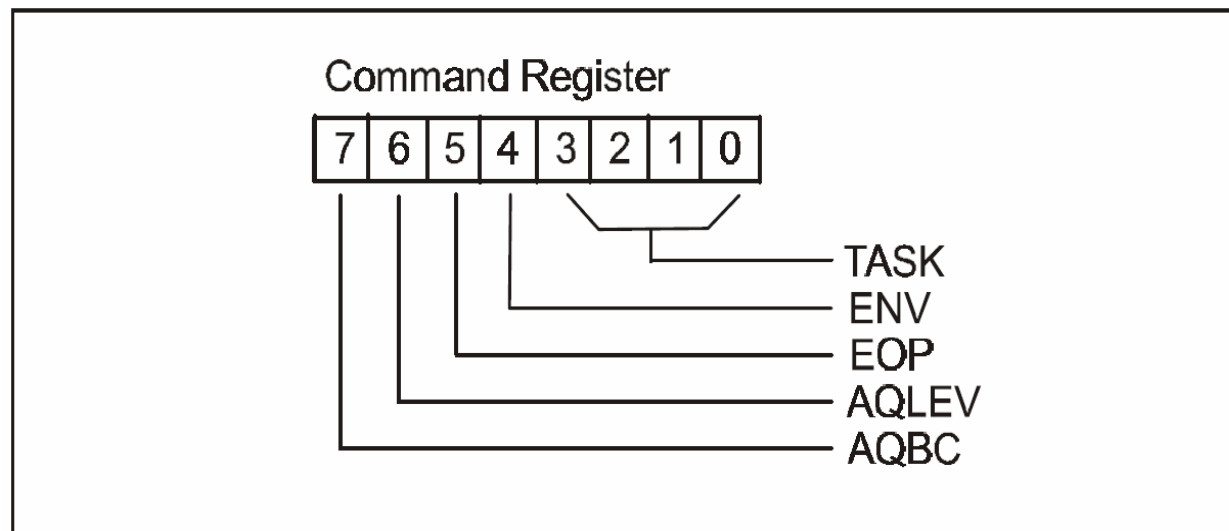 Command Register
7 6 5 4 3 2 1 0
TASK
ENV
EOP
AQLEV
AQBC